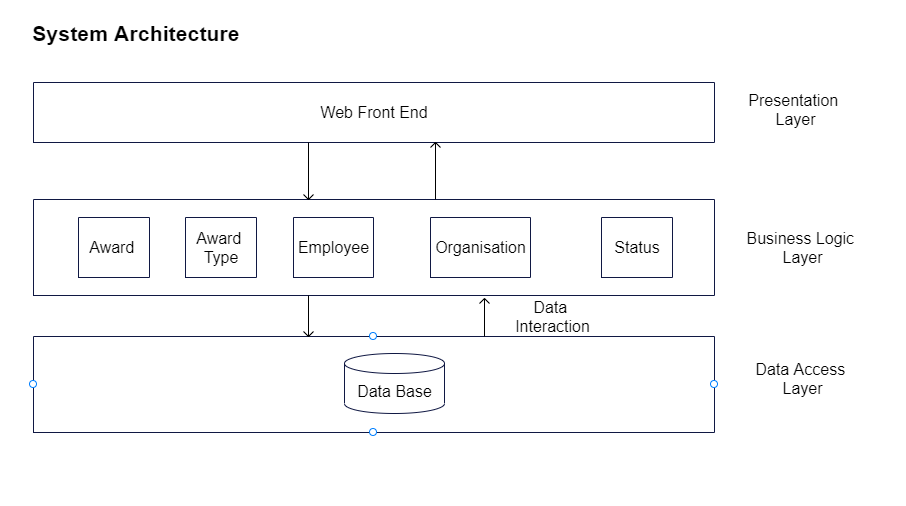 System Architecture
Web Front End
Presentation
Layer
Award
Award
Type
Employee
Organisation
Status
Business Logic
Layer
Data
Interaction
Data Base
Data Access
Layer